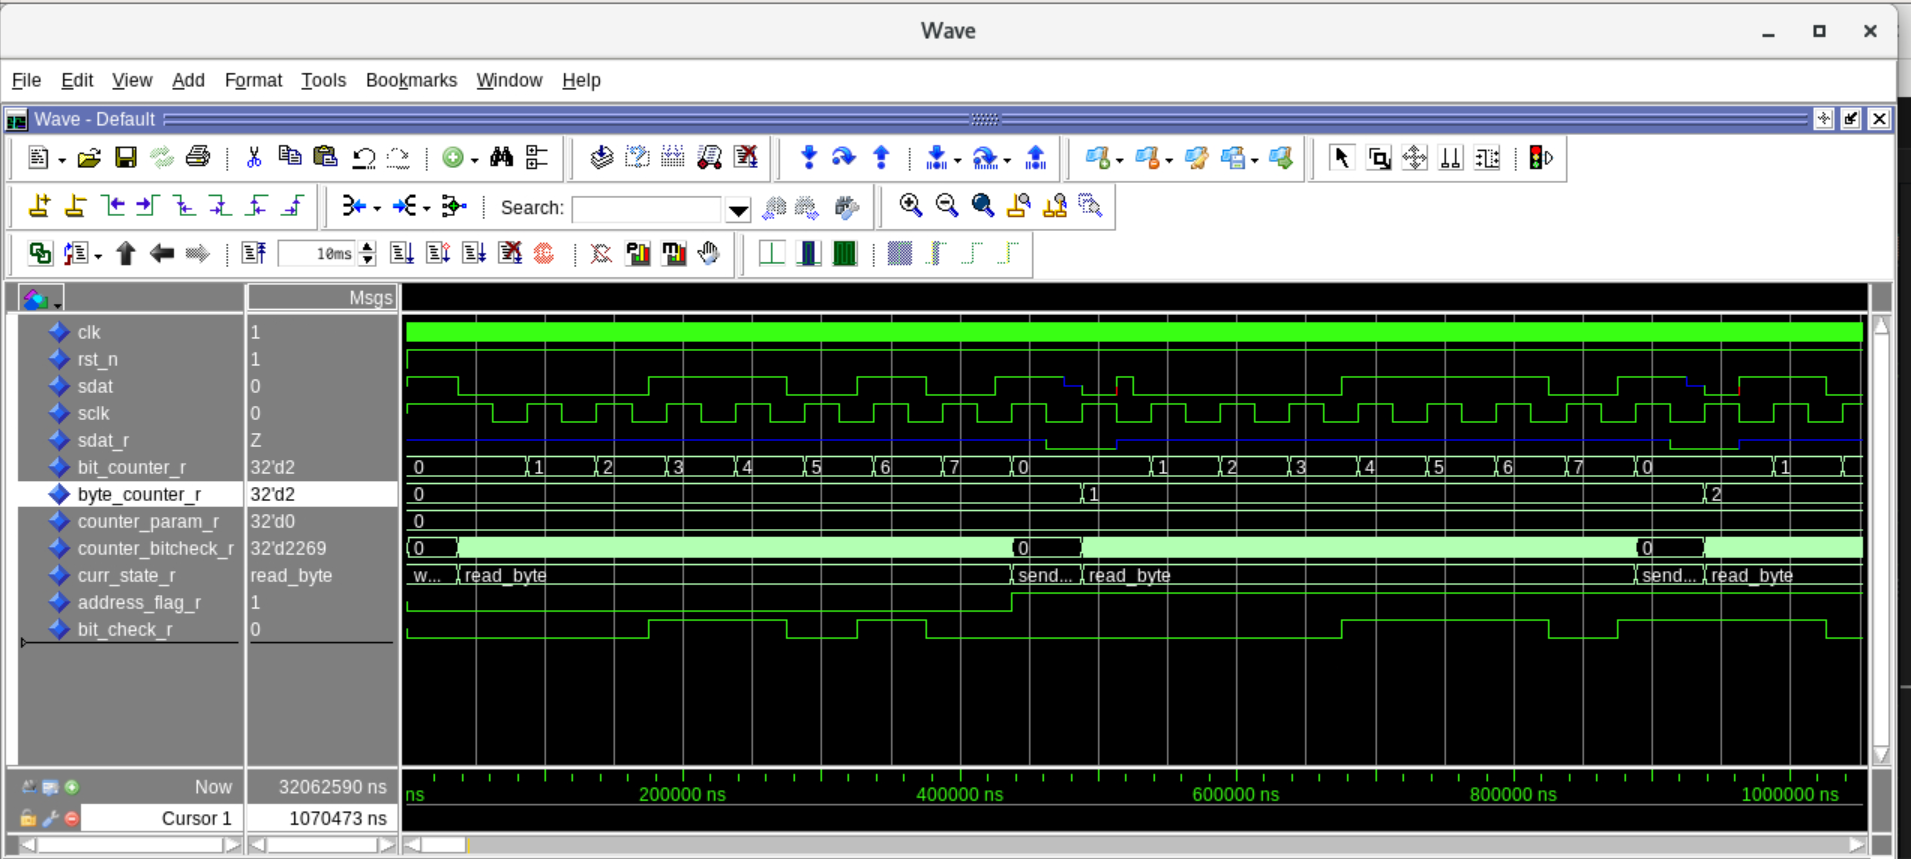 Wave
File Edit View Add Format Tools Bookmarks Window Help
Wave - Default
Search:
10ms
Msgs
clk 1
rst_n 1
sdat 0
sclk 0
sdat_r Z
bit_counter_r 32'd2 0 1 2 3 4 5 6 7 0 1 2 3 4 5 6 7 0 1
byte_counter_r 32'd2 0 1 2
counter_param_r 32'd0 0
counter_bitcheck_r 32'd2269 0 0 0
curr_state_r read_byte w... read_byte send... read_byte send... read_byte
address_flag_r 1
bit_check_r 0
Now 32062590 ns ns 200000 ns 400000 ns 600000 ns 800000 ns 1000000 ns
Cursor 1 1070473 ns